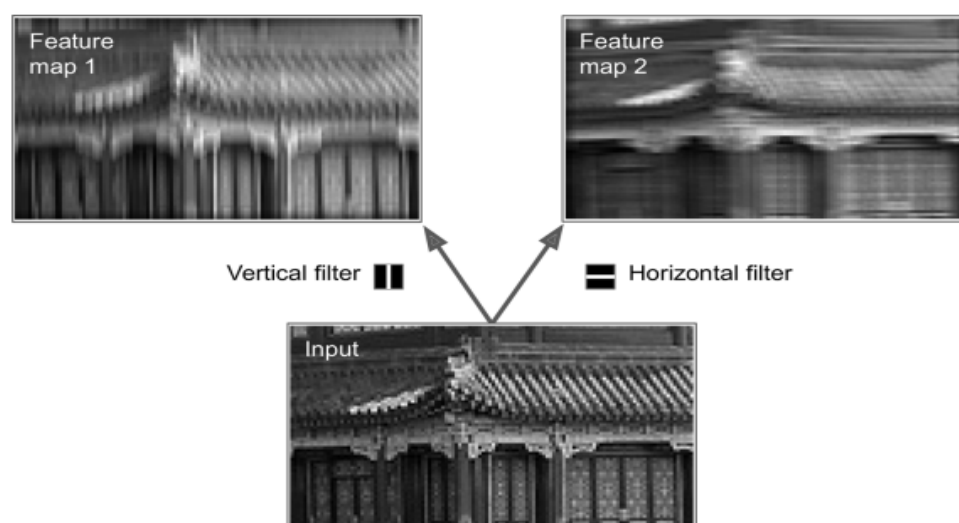 Feature
map 1
Feature
map 2
Vertical filter
Horizontal filter
Input